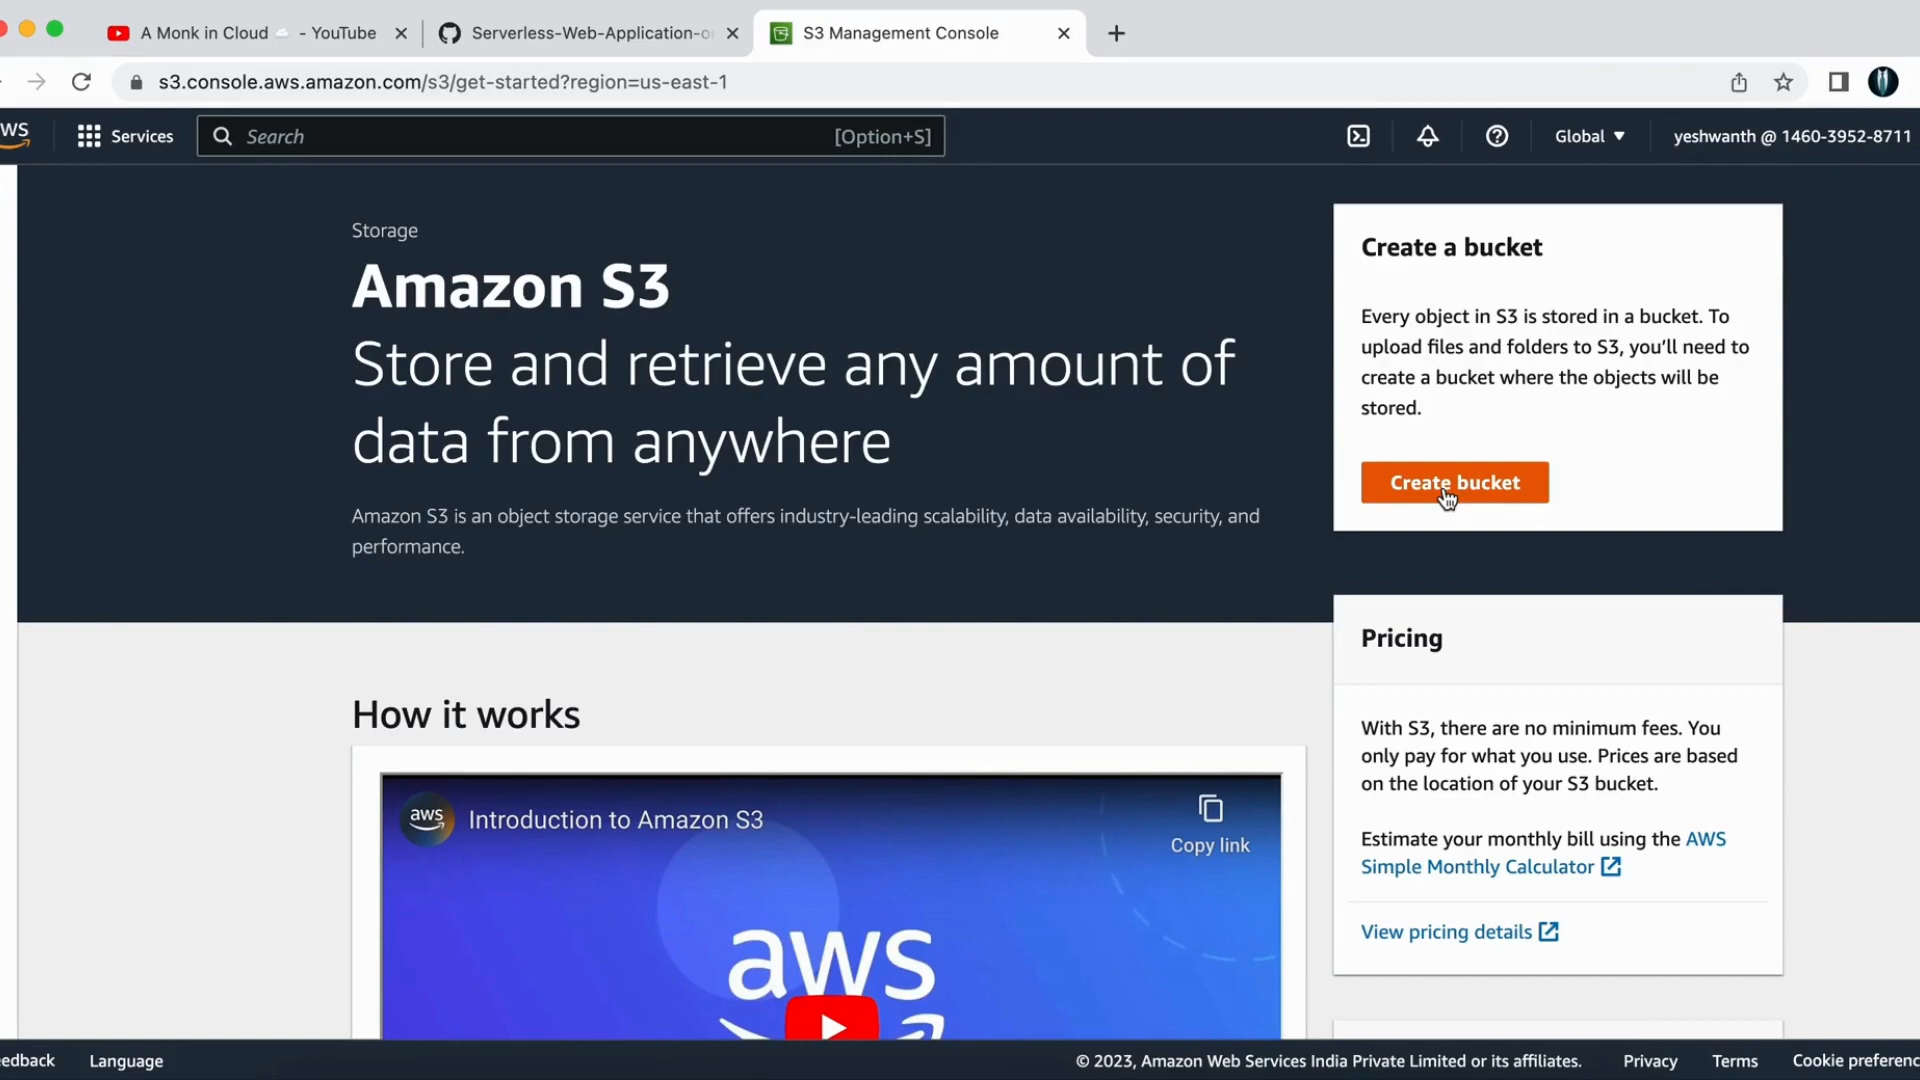 A Monk in Cloud - YouTube
Serverless-Web-Application-o
S3 Management Console
s3.console.aws.amazon.com/s3/get-started?region=us-east-1
WS
Services
Search
[Option+S]
Global
yeshwanth @ 1460-3952-8711
Storage
Amazon S3
Store and retrieve any amount of
data from anywhere
Amazon S3 is an object storage service that offers industry-leading scalability, data availability, security, and
performance.
Create a bucket
Every object in S3 is stored in a bucket. To
upload files and folders to S3, you'll need to
create a bucket where the objects will be
stored.
Create bucket
Pricing
With S3, there are no minimum fees. You
only pay for what you use. Prices are based
on the location of your S3 bucket.
Estimate your monthly bill using the AWS
Simple Monthly Calculator
View pricing details
How it works
aws
Introduction to Amazon S3
Copy link
aws
edback
Language
© 2023, Amazon Web Services India Private Limited or its affiliates.
Privacy
Terms
Cookie preferenc